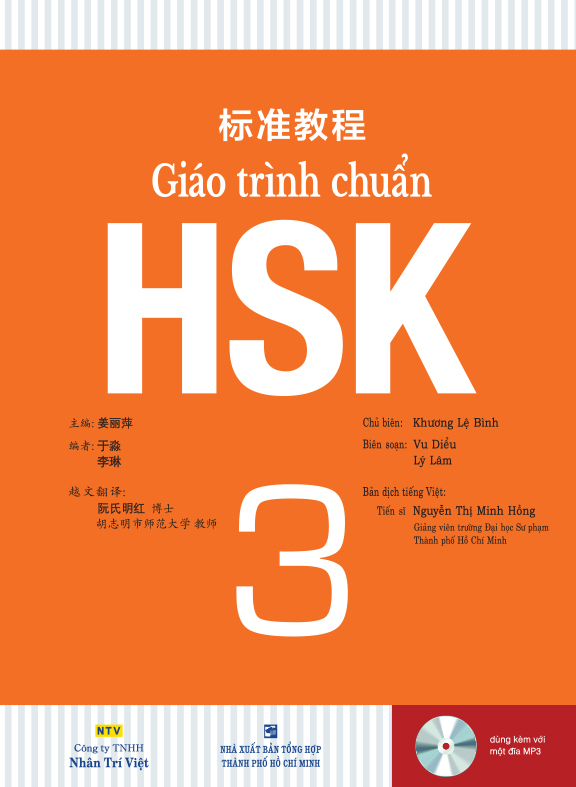 标准教程
Giáo trình chuẩn
HSK
3
主编: 姜丽萍
编者: 于淼
李琳
越文翻译:
阮氏明红 博士
胡志明市师范大学 教师
Chủ biên: Khương Lệ Bình
Biên soạn: Vu Diểu
Lý Lâm
Bản dịch tiếng Việt:
Tiến sĩ Nguyễn Thị Minh Hồng
Giảng viên trường Đại học Sư phạm
Thành phố Hồ Chí Minh
NTV
Công ty TNHH
Nhân Trí Việt
NHÀ XUẤT BẢN TỔNG HỢP
THÀNH PHỐ HỒ CHÍ MINH
dùng kèm với
một đĩa MP3